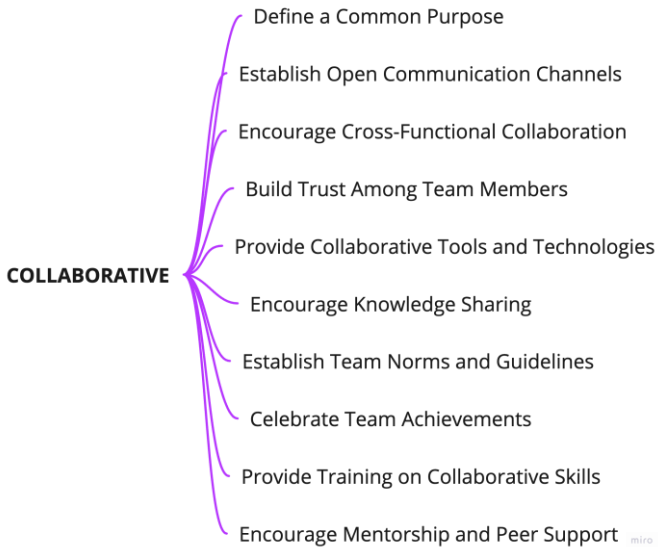 Define a Common Purpose
Establish Open Communication Channels
Encourage Cross-Functional Collaboration
Build Trust Among Team Members
Provide Collaborative Tools and Technologies
COLLABORATIVE
Encourage Knowledge Sharing
Establish Team Norms and Guidelines
Celebrate Team Achievements
Provide Training on Collaborative Skills
Encourage Mentorship and Peer Support
miro